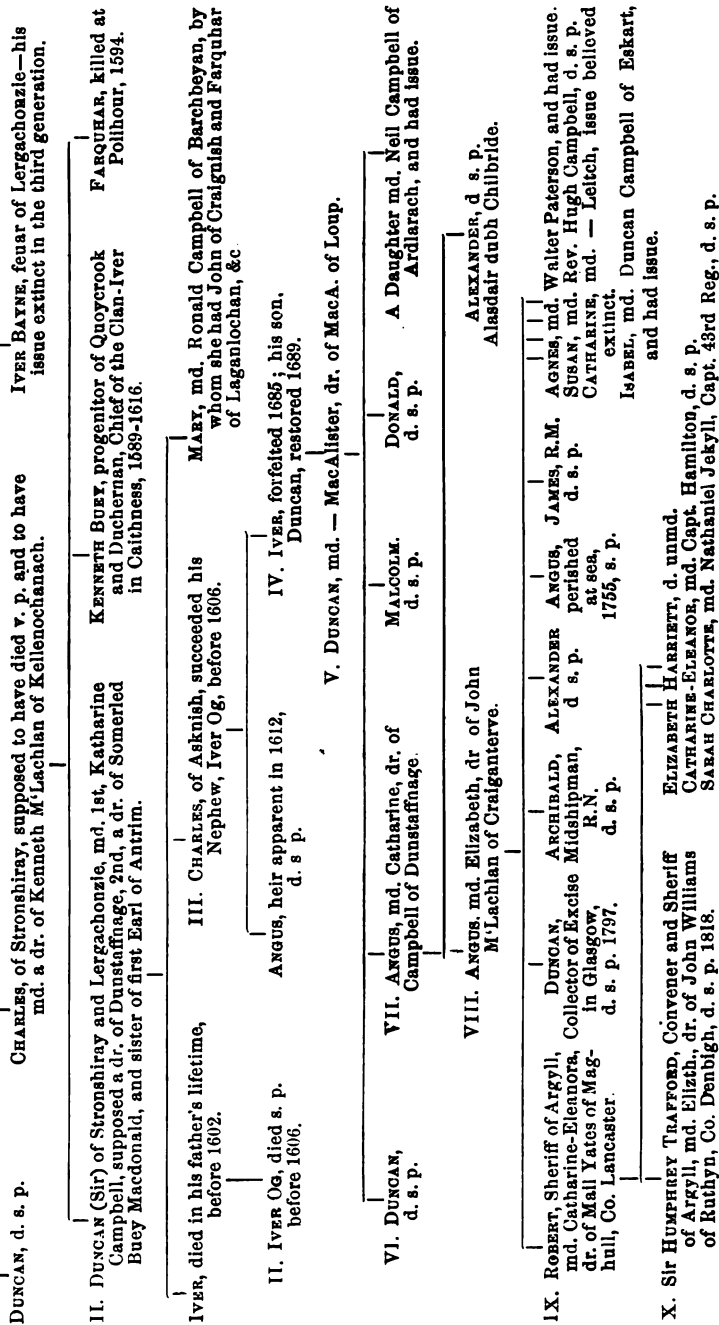 DUNCAN, d. s. p.
CHARLES, of Stronshiray, supposed to have died v. p. and to have
md. a dr. of Kenneth M'Lachlan of Kellenochanach.
IVER BAYNE, feuar of Lergachonzie—his
issue extinct in the third generation.
II. DUNCAN (Sir) of Stronshiray and Lergachonzie, md. 1st, Katharine
Campbell, supposed a dr. of Dunstaffnage, 2nd, a dr. of Somerled
Buey Macdonald, and sister of first Earl of Antrim.
KENNETH BUEY, progenitor of Quoycrook
and Duchernan, Chief of the Clan-Iver
in Caithness, 1589-1616.
FARQUHAR, killed at
Polihour, 1594.
IVER, died in his father's lifetime,
before 1602.
III. CHARLES, of Asknish, succeeded his
Nephew, Iver Og, before 1606.
MARY, md. Ronald Campbell of Barchbeyan, by
whom she had John of Craignish and Farquhar
of Laganlochan, &c
II. IVER OG, died s. p.
before 1606.
ANGUS, heir apparent in 1612,
d. s p.
IV. IVER, forfeited 1685; his son,
Duncan, restored 1689.
V. DUNCAN, md. — MacAlister, dr. of MacA. of Loup.
VI. DUNCAN,
d. s. p.
VII. ANGUS, md. Catharine, dr. of
Campbell of Dunstaffnage.
MALCOLM.
d. s. p.
DONALD,
d. s. p.
A Daughter md. Neil Campbell of
Ardlarach, and had issue.
VIII. ANGUS. md. Elizabeth, dr of John
M'Lachlan of Craiganterve.
ALEXANDER, d s. p.
Alasdair dubh Chilbride.
IX. ROBERT, Sheriff of Argyll,
md. Catharine-Eleanora,
dr. of Mall Yates of Mag-
hull, Co. Lancaster.
DUNCAN,
Collector of Excise
in Glasgow,
d. s. p. 1797.
ARCHIBALD,
Midshipman,
R.N.
d. s. p.
ALEXANDER
d s. p.
ANGUS,
perished
at sea,
1755, s. p.
JAMES, R.M.
d. s. p.
AGNES, md. Walter Paterson, and had issue.
SUSAN, md. Rev. Hugh Campbell, d. s. p.
CATHARINE, md. — Leitch, issue believed
extinct.
ISABEL, md. Duncan Campbell of Eskart,
and had issue.
X. Sir HUMPHREY TRAFFORD, Convener and Sheriff
of Argyll, md. Elizth., dr. of John Williams
of Ruthyn, Co. Denbigh, d. s. p. 1818.
ELIZABETH HARRIETT, d. unmd.
CATHARINE-ELEANOR, md. Capt. Hamilton, d. s. p.
SARAH CHARLOTTE, md. Nathaniel Jekyll, Capt. 43rd Reg., d. s. p.